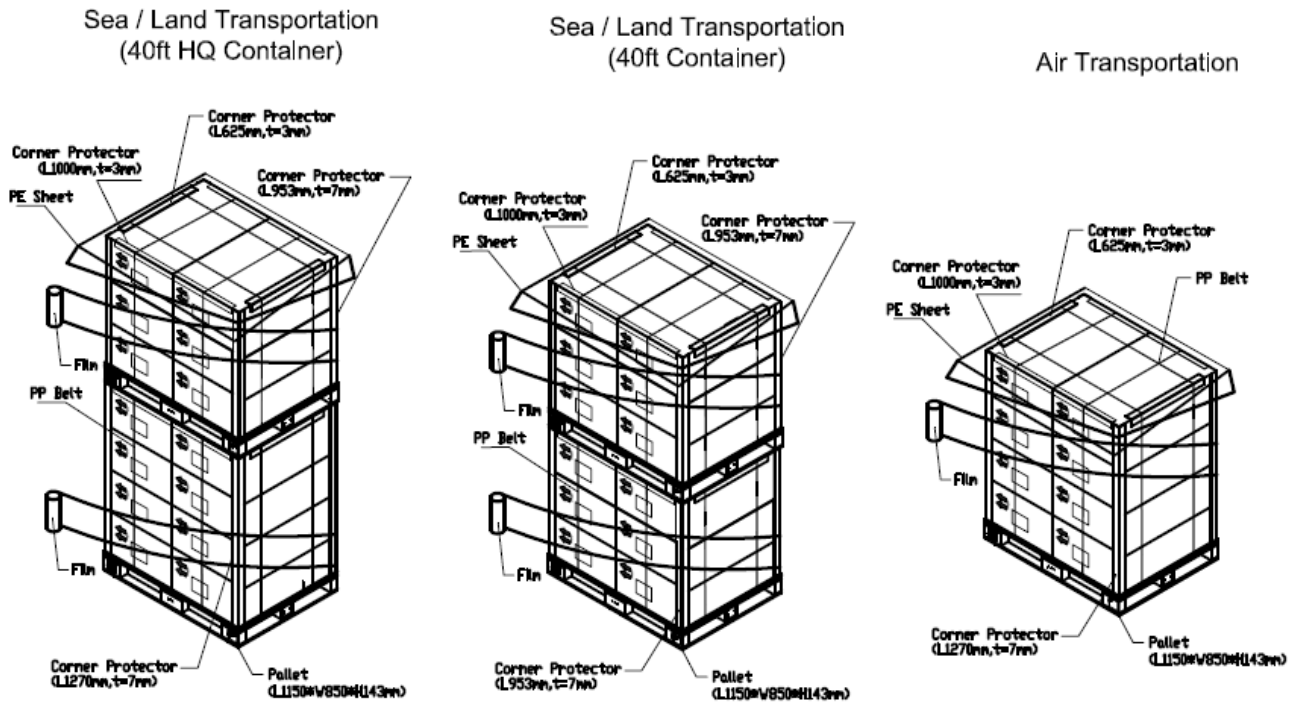 Sea / Land Transportation
(40ft HQ Container)
Corner Protector
(L625mm,t=3mm)
Corner Protector
(L1000mm,t=3mm)
Corner Protector
(L953mm,t=7mm)
PE Sheet
Film
PP Belt
Film
Corner Protector
(L1270mm,t=7mm)
Pallet
(L1150*W850*H143mm)
Sea / Land Transportation
(40ft Container)
Corner Protector
(L625mm,t=3mm)
Corner Protector
(L1000mm,t=3mm)
Corner Protector
(L953mm,t=7mm)
PE Sheet
Film
PP Belt
Film
Corner Protector
(L953mm,t=7mm)
Pallet
(L1150*W850*H143mm)
Air Transportation
Corner Protector
(L625mm,t=3mm)
Corner Protector
(L1000mm,t=3mm)
PP Belt
PE Sheet
Film
Corner Protector
(L1270mm,t=7mm)
Pallet
(L1150*W850*H143mm)